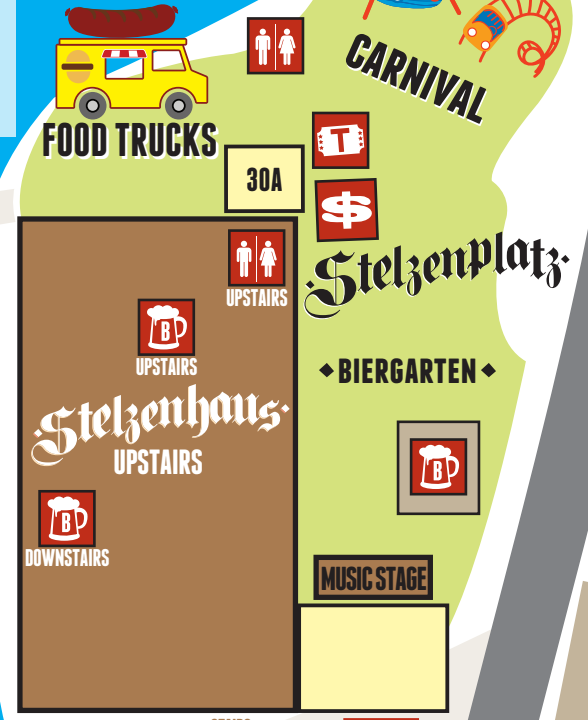 CARNIVAL
FOOD TRUCKS
T
30A
$
UPSTAIRS
·Stelzenplatz·
B
UPSTAIRS
◆BIERGARTEN◆
·Stelzenhaus·
UPSTAIRS
B
B
DOWNSTAIRS
MUSIC STAGE